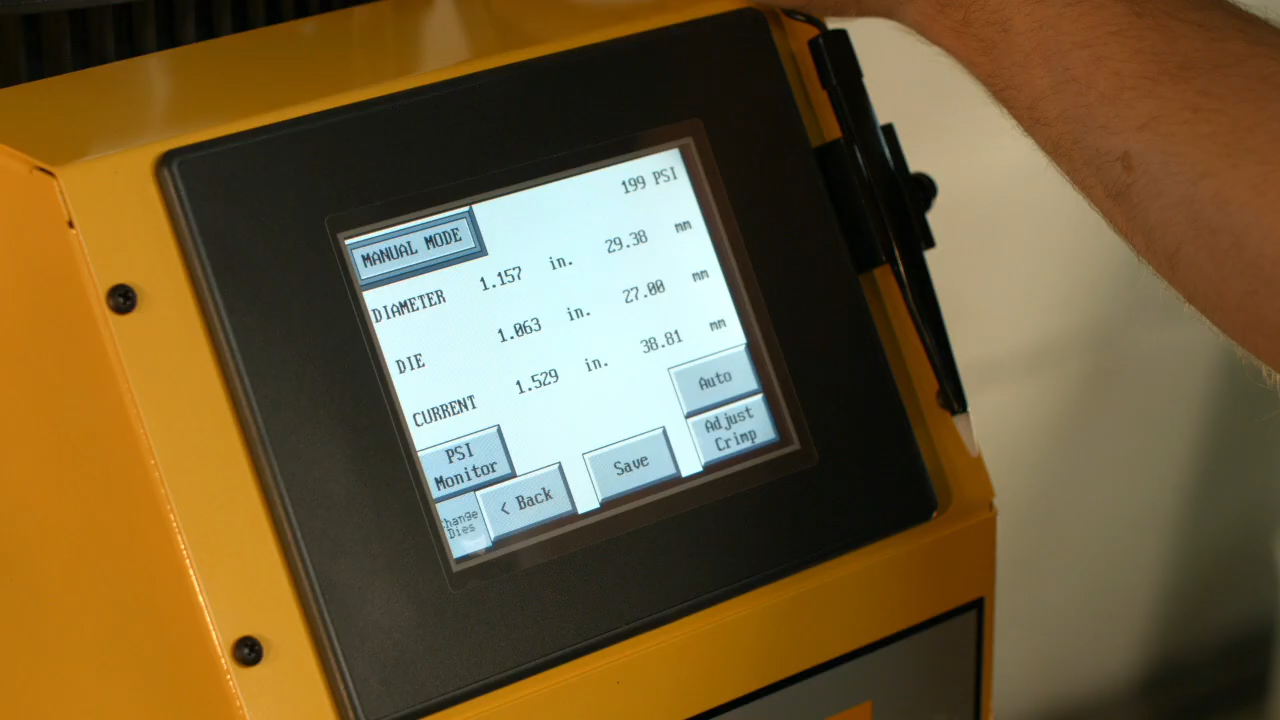 199 PSI
MANUAL MODE
DIAMETER 1.157 in. 29.38 mm
DIE 1.063 in. 27.00 mm
CURRENT 1.529 in. 38.81 mm
Auto
PSI
Monitor
Adjust
Crimp
Save
< Back
hange
Dies